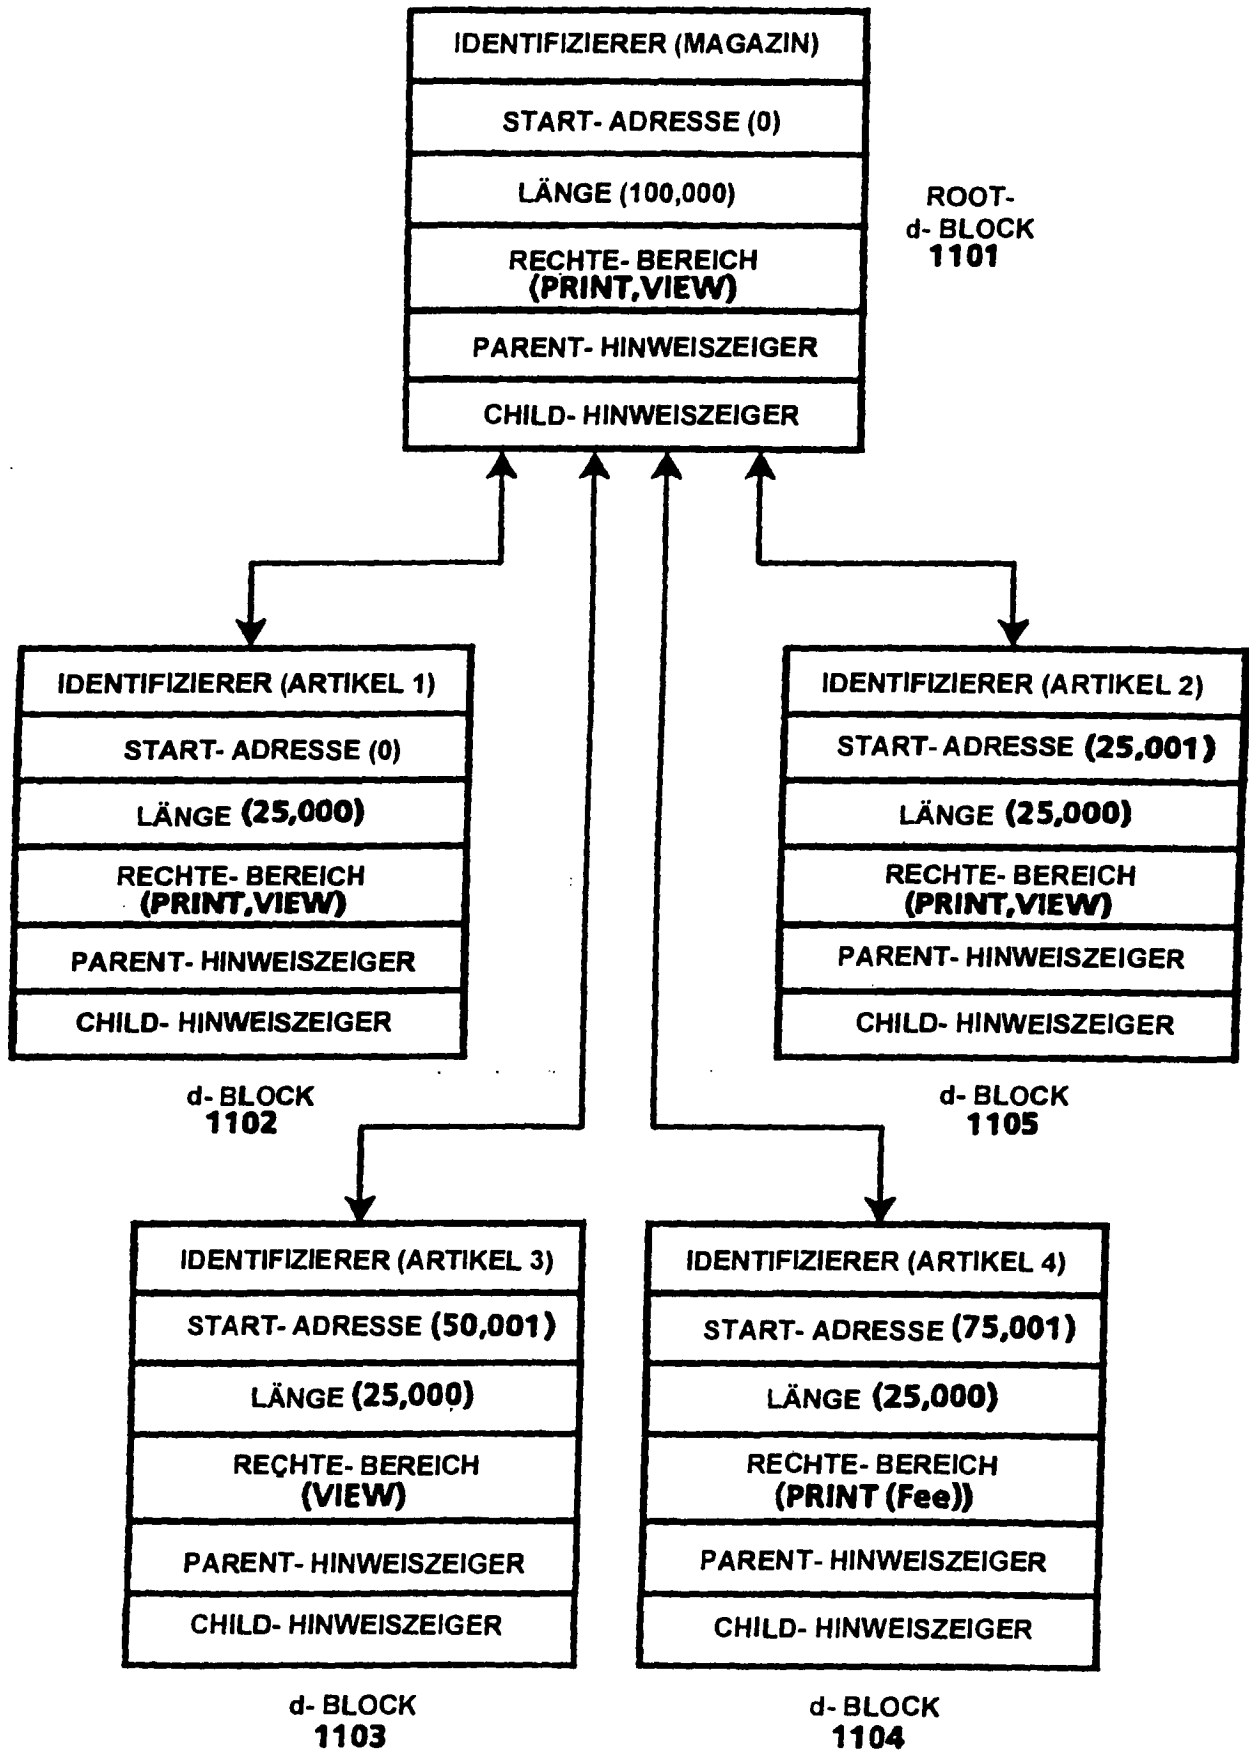 IDENTIFIZIERER (MAGAZIN)
START- ADRESSE (0)
LÄNGE (100,000)
RECHTE- BEREICH
(PRINT,VIEW)
PARENT- HINWEISZEIGER
CHILD- HINWEISZEIGER
ROOT-
d- BLOCK
1101
IDENTIFIZIERER (ARTIKEL 1)
START- ADRESSE (0)
LÄNGE (25,000)
RECHTE- BEREICH
(PRINT,VIEW)
PARENT- HINWEISZEIGER
CHILD- HINWEISZEIGER
d- BLOCK
1102
IDENTIFIZIERER (ARTIKEL 2)
START- ADRESSE (25,001)
LÄNGE (25,000)
RECHTE- BEREICH
(PRINT,VIEW)
PARENT- HINWEISZEIGER
CHILD- HINWEISZEIGER
d- BLOCK
1105
IDENTIFIZIERER (ARTIKEL 3)
START- ADRESSE (50,001)
LÄNGE (25,000)
RECHTE- BEREICH
(VIEW)
PARENT- HINWEISZEIGER
CHILD- HINWEISZEIGER
d- BLOCK
1103
IDENTIFIZIERER (ARTIKEL 4)
START- ADRESSE (75,001)
LÄNGE (25,000)
RECHTE- BEREICH
(PRINT (Fee))
PARENT- HINWEISZEIGER
CHILD- HINWEISZEIGER
d- BLOCK
1104